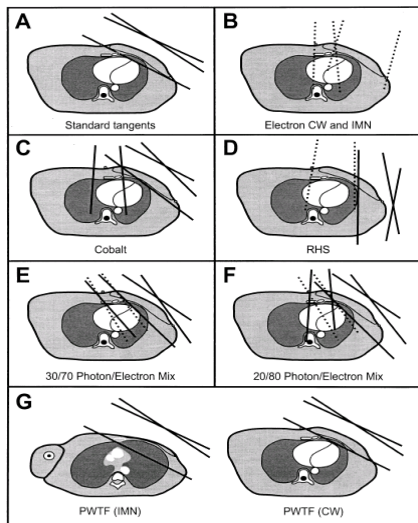 A
Standard tangents
B
Electron CW and IMN
C
Cobalt
D
RHS
E
30/70 Photon/Electron Mix
F
20/80 Photon/Electron Mix
G
PWTF (IMN)
PWTF (CW)